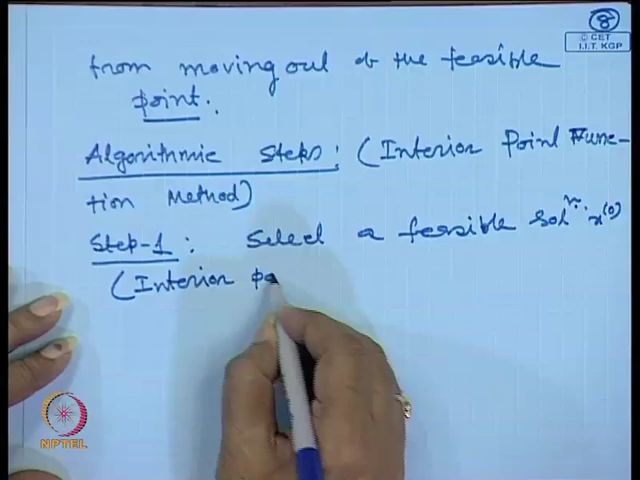 8
© CET
I.I.T. KGP
from moving out of the feasible
point.
Algorithmic Steps: (Interior Point Func-
tion Method)
Step-1: Select a feasible solⁿ. x⁽⁰⁾
(Interior po
NPTEL